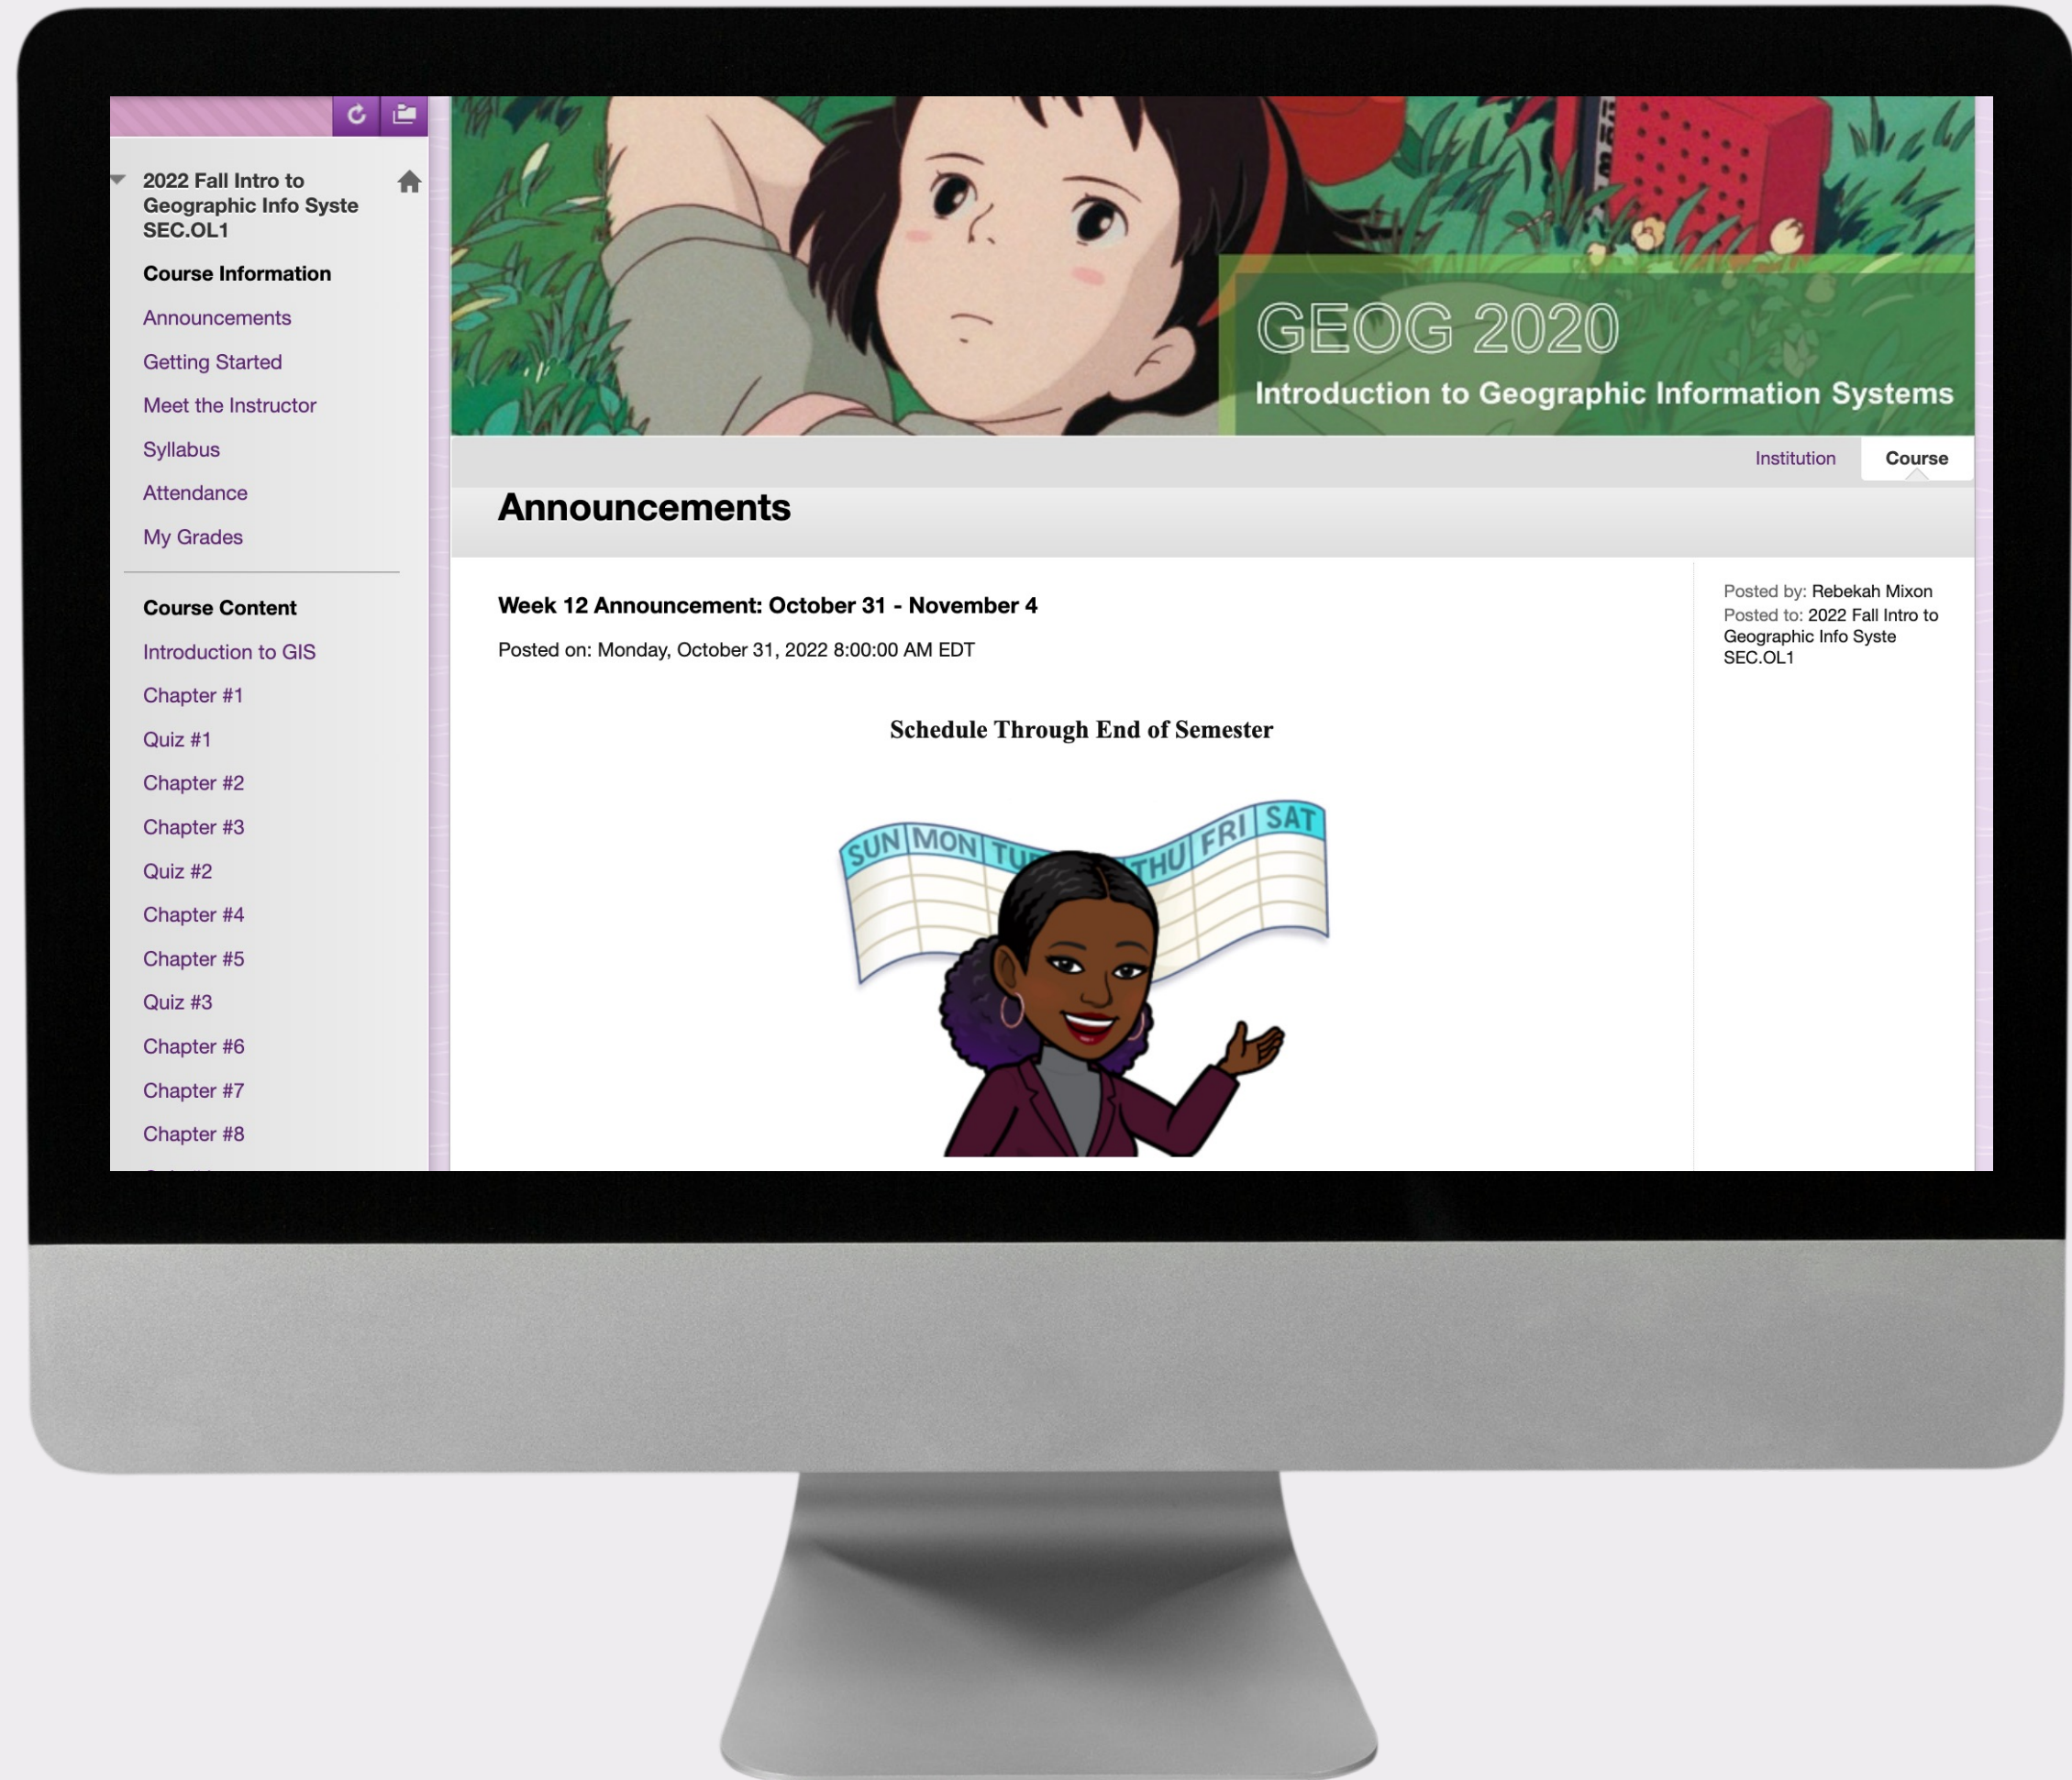 2022 Fall Intro to
Geographic Info Syste
SEC.OL1
Course Information
Announcements
Getting Started
Meet the Instructor
Syllabus
Attendance
My Grades
Course Content
Introduction to GIS
Chapter #1
Quiz #1
Chapter #2
Chapter #3
Quiz #2
Chapter #4
Chapter #5
Quiz #3
Chapter #6
Chapter #7
Chapter #8
GEOG 2020
Introduction to Geographic Information Systems
Institution
Course
Announcements
Week 12 Announcement: October 31 - November 4
Posted on: Monday, October 31, 2022 8:00:00 AM EDT
Schedule Through End of Semester
SUN MON TUE THU FRI SAT
Posted by: Rebekah Mixon
Posted to: 2022 Fall Intro to
Geographic Info Syste
SEC.OL1